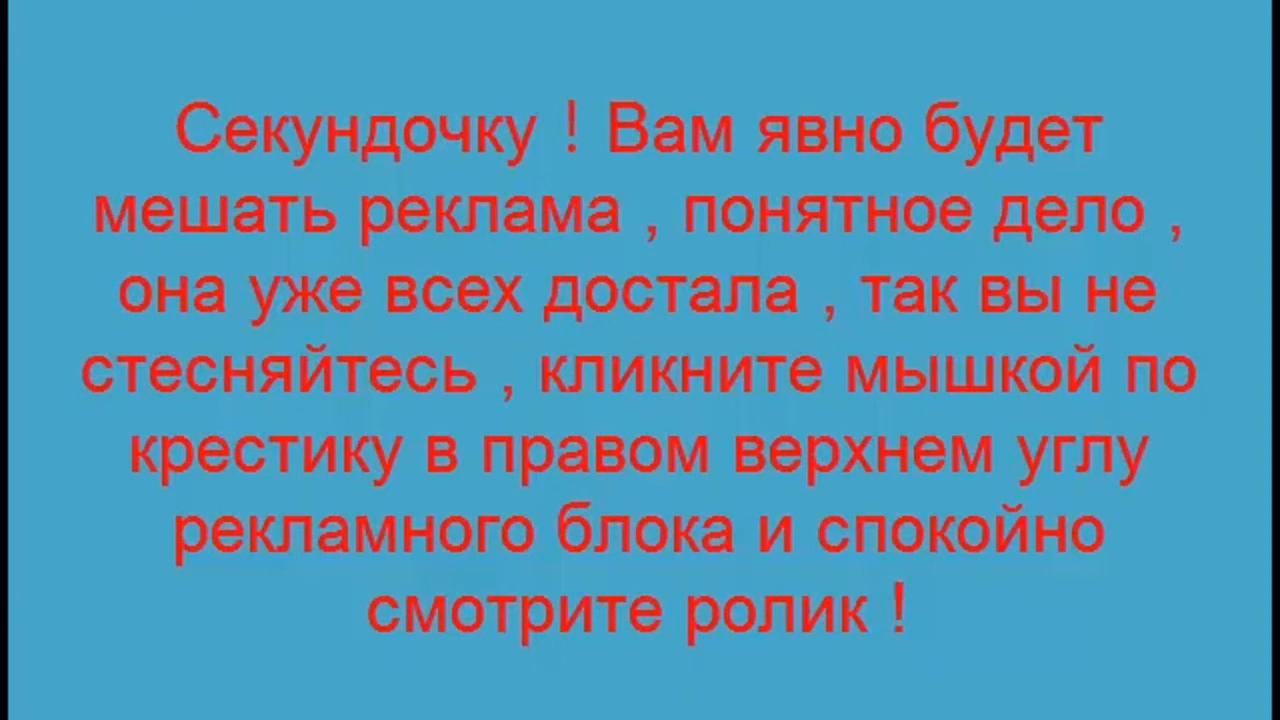 Секундочку ! Вам явно будет
мешать реклама , понятное дело ,
она уже всех достала , так вы не
стесняйтесь , кликните мышкой по
крестику в правом верхнем углу
рекламного блока и спокойно
смотрите ролик !